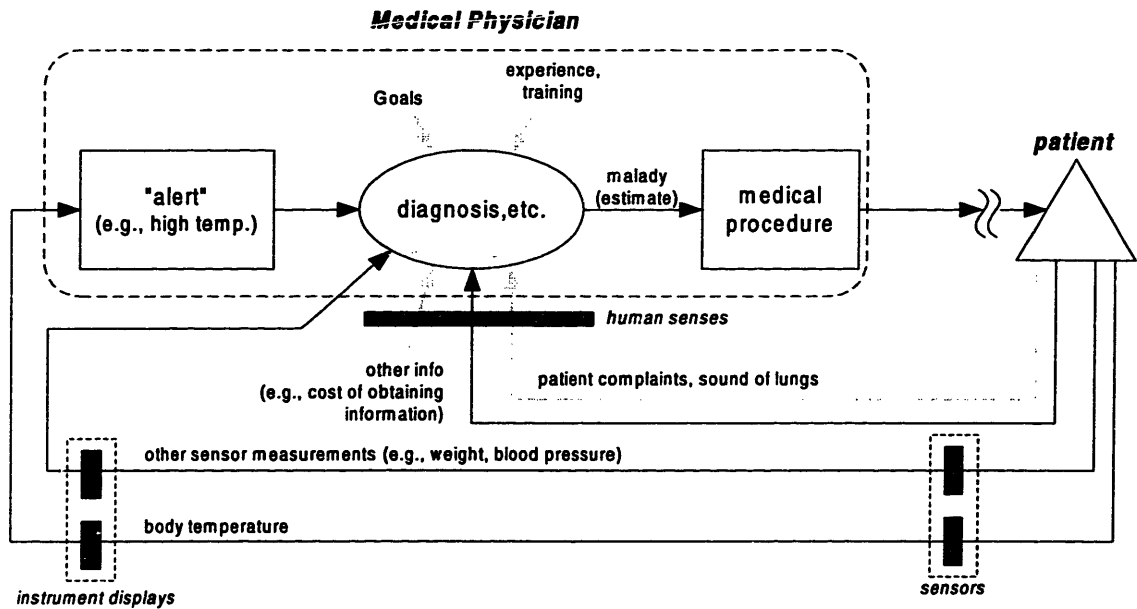 Medical Physician
experience,
training
Goals
patient
"alert"
(e.g., high temp.)
diagnosis,etc.
malady
(estimate)
medical
procedure
human senses
other info
(e.g., cost of obtaining
information)
patient complaints, sound of lungs
other sensor measurements (e.g., weight, blood pressure)
body temperature
instrument displays
sensors